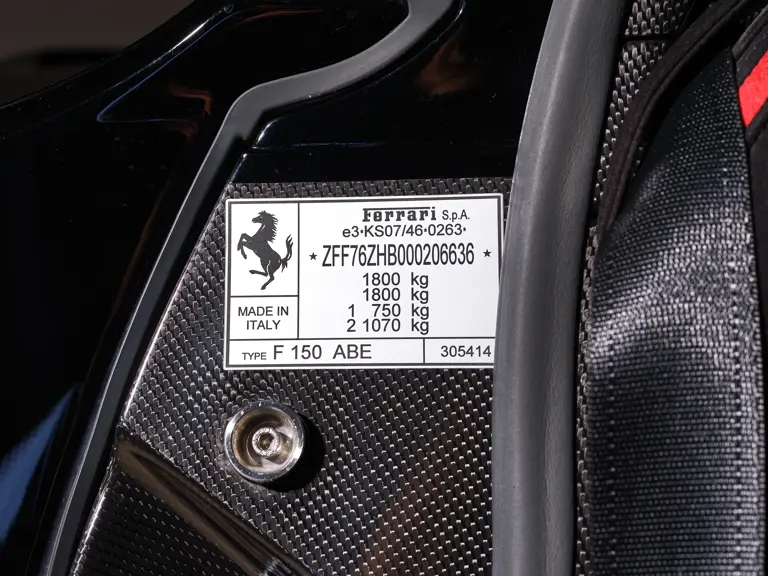 Ferrari S.p.A.
e3•KS07/46•0263•
* ZFF76ZHB000206636 *
1800 kg
1800 kg
1 750 kg
2 1070 kg
MADE IN
ITALY
TYPE F 150 ABE
305414